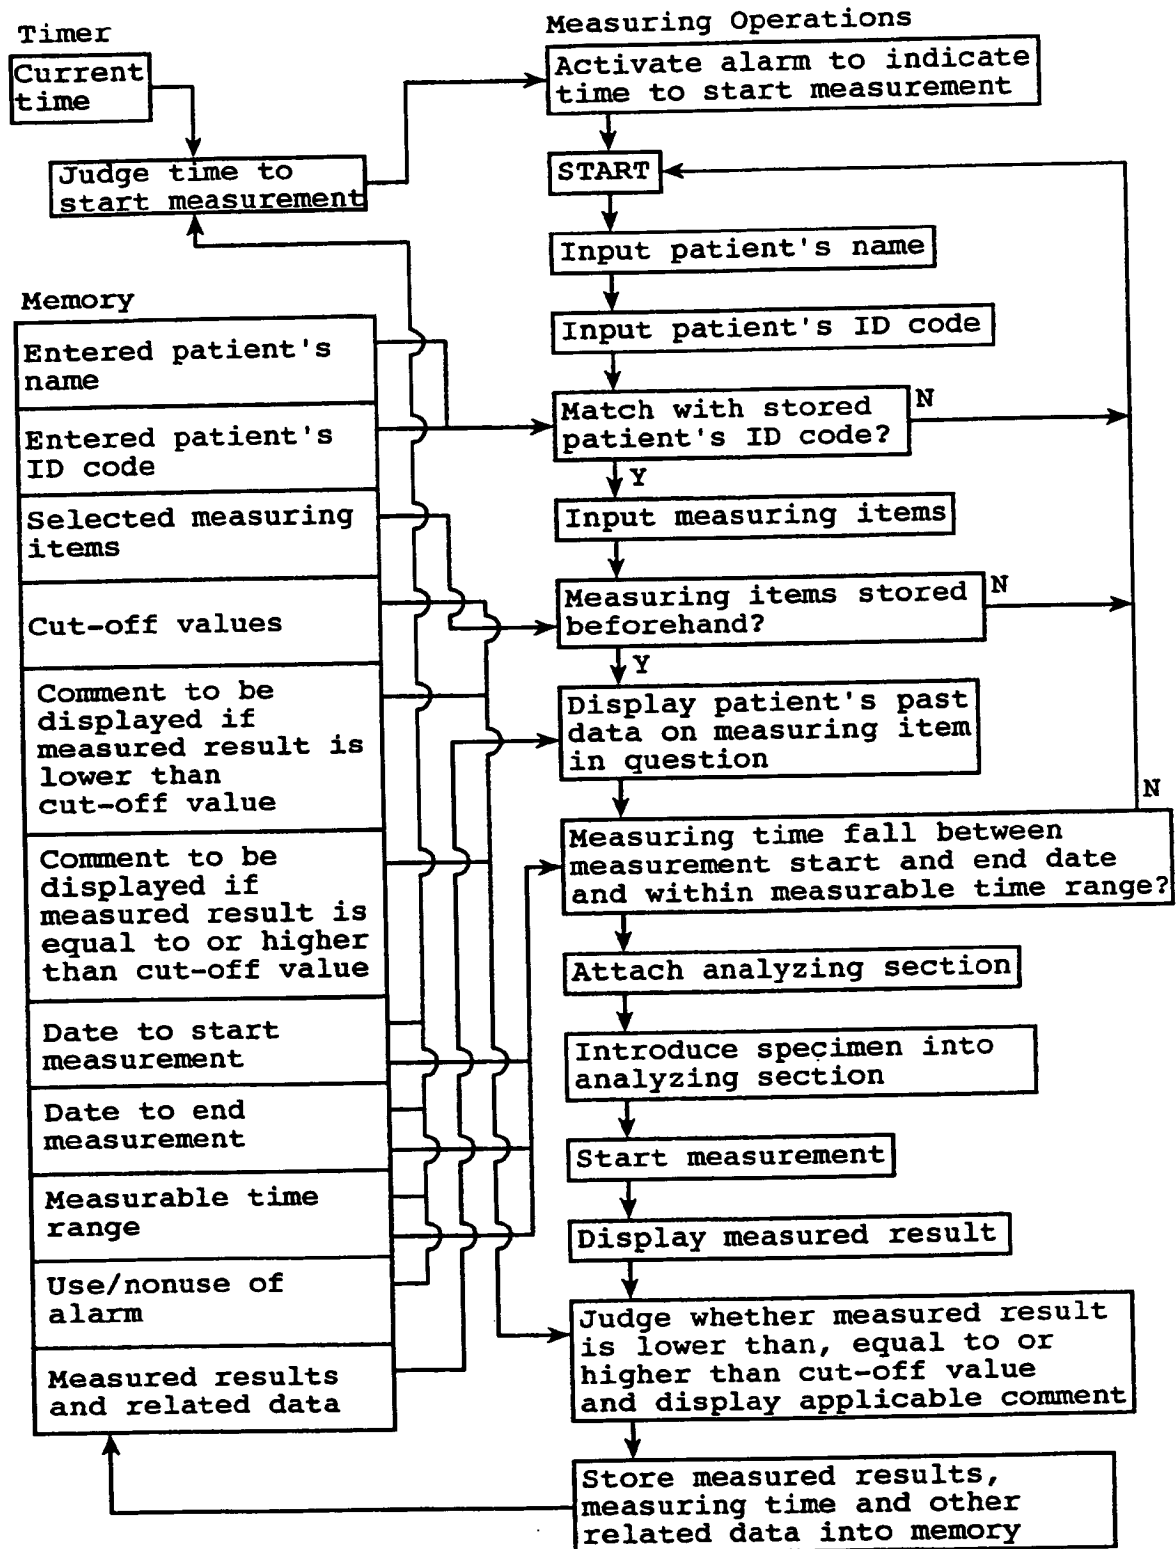 Timer
Current
time
Judge time to
start measurement
Memory
Entered patient's
name
Entered patient's
ID code
Selected measuring
items
Cut-off values
Comment to be
displayed if
measured result is
lower than
cut-off value
Comment to be
displayed if
measured result is
equal to or higher
than cut-off value
Date to start
measurement
Date to end
measurement
Measurable time
range
Use/nonuse of
alarm
Measured results
and related data
Measuring Operations
Activate alarm to indicate
time to start measurement
START
Input patient's name
Input patient's ID code
Match with stored
patient's ID code?
N
Y
Input measuring items
Measuring items stored
beforehand?
N
Y
Display patient's past
data on measuring item
in question
N
Measuring time fall between
measurement start and end date
and within measurable time range?
Attach analyzing section
Introduce specimen into
analyzing section
Start measurement
Display measured result
Judge whether measured result
is lower than, equal to or
higher than cut-off value
and display applicable comment
Store measured results,
measuring time and other
related data into memory